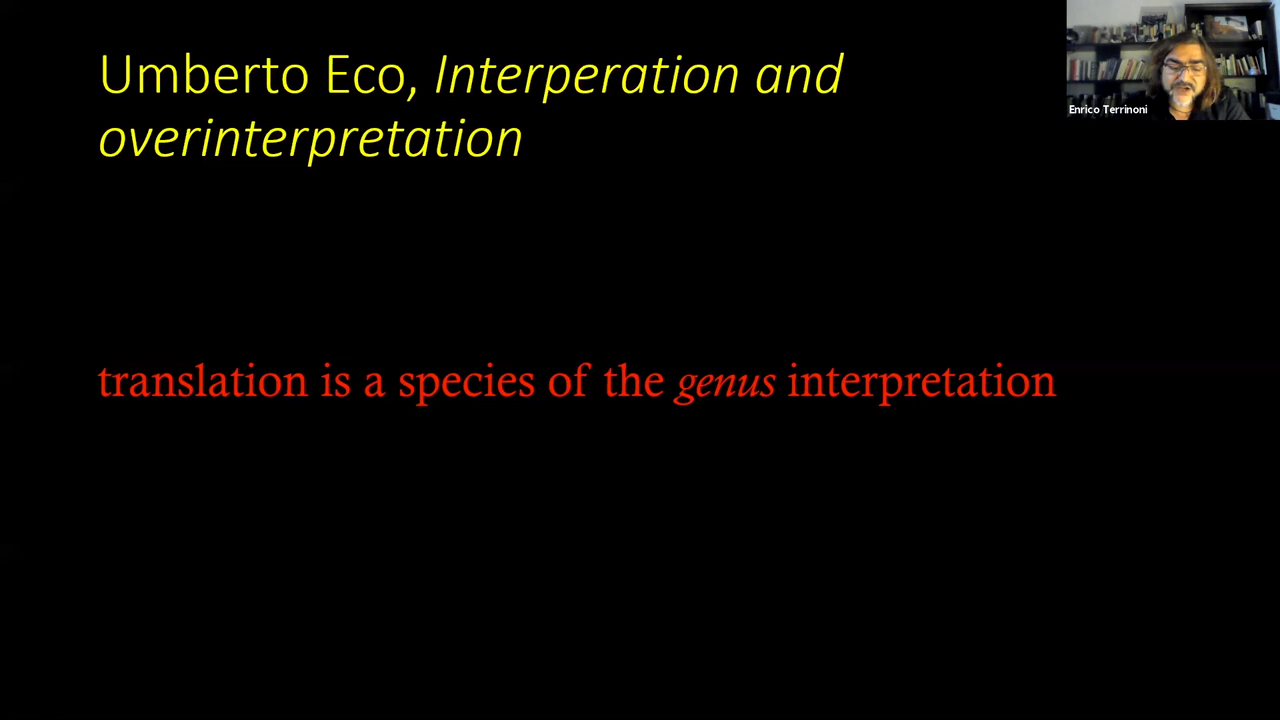 Umberto Eco, Interperation and
overinterpretation
Enrico Terrinoni
translation is a species of the genus interpretation